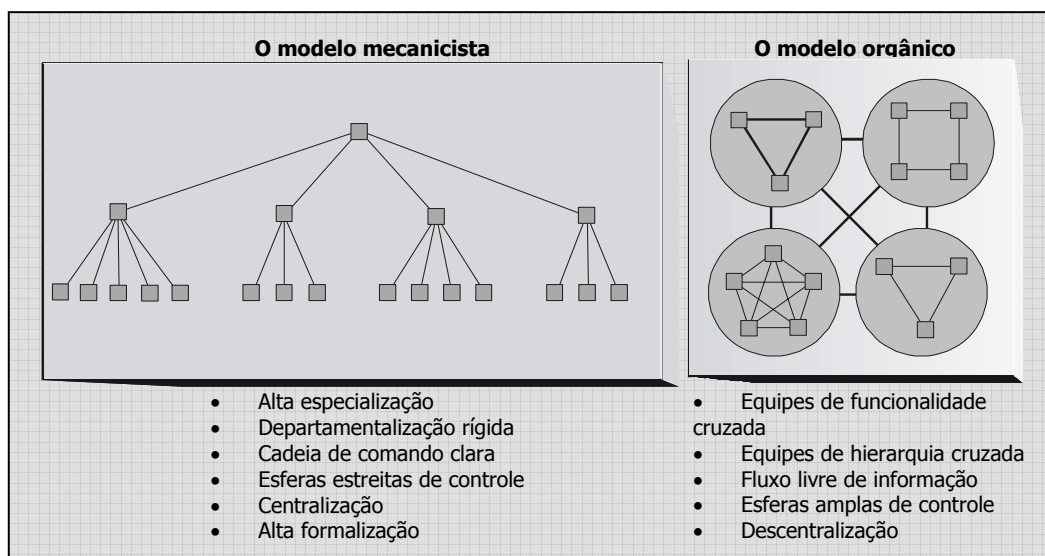 O modelo mecanicista
• Alta especialização
• Departamentalização rígida
• Cadeia de comando clara
• Esferas estreitas de controle
• Centralização
• Alta formalização
O modelo orgânico
• Equipes de funcionalidade
cruzada
• Equipes de hierarquia cruzada
• Fluxo livre de informação
• Esferas amplas de controle
• Descentralização